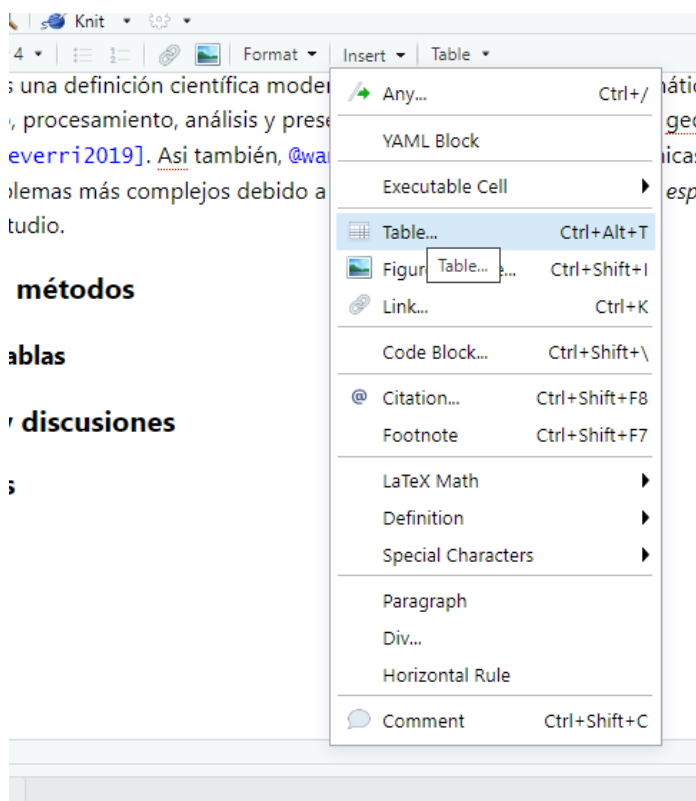 Knit
4 Format Insert Table
s una definición científica moder
Any... Ctrl+/
, procesamiento, análisis y prese
YAML Block
everri2019]. Asi también, @wa
Executable Cell
blemas más complejos debido a
esp
Table... Ctrl+Alt+T
tudio.
Table...
Figur e... Ctrl+Shift+I
métodos
Link... Ctrl+K
ablas
Code Block... Ctrl+Shift+\
@ Citation... Ctrl+Shift+F8
y discusiones
Footnote Ctrl+Shift+F7
s
LaTeX Math
Definition
Special Characters
Paragraph
Div...
Horizontal Rule
Comment Ctrl+Shift+C